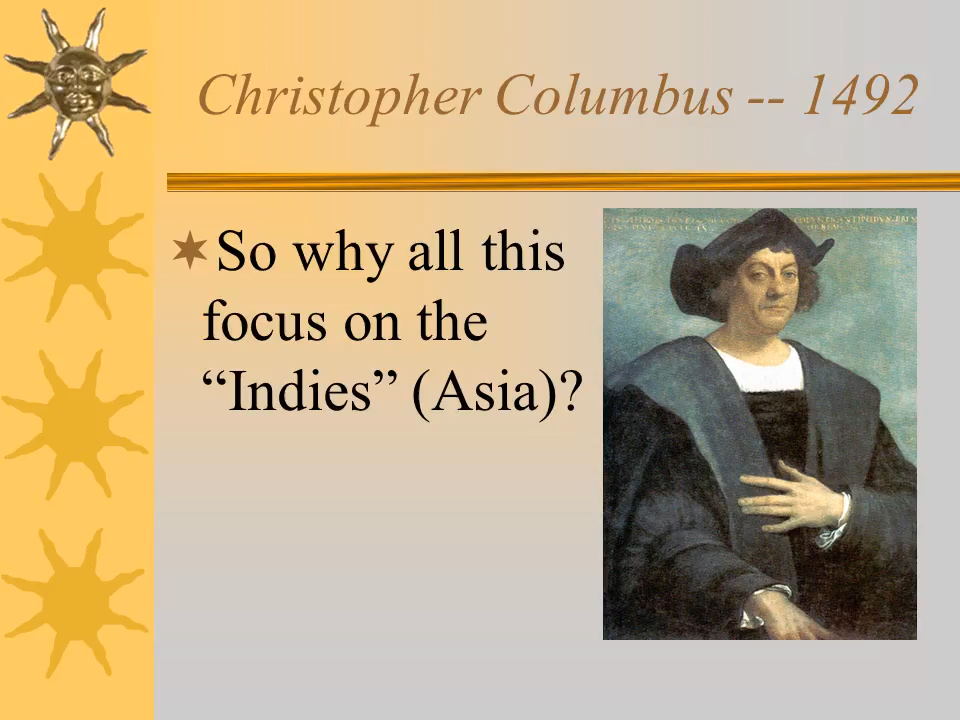 Christopher Columbus -- 1492
So why all this
focus on the
“Indies” (Asia)?